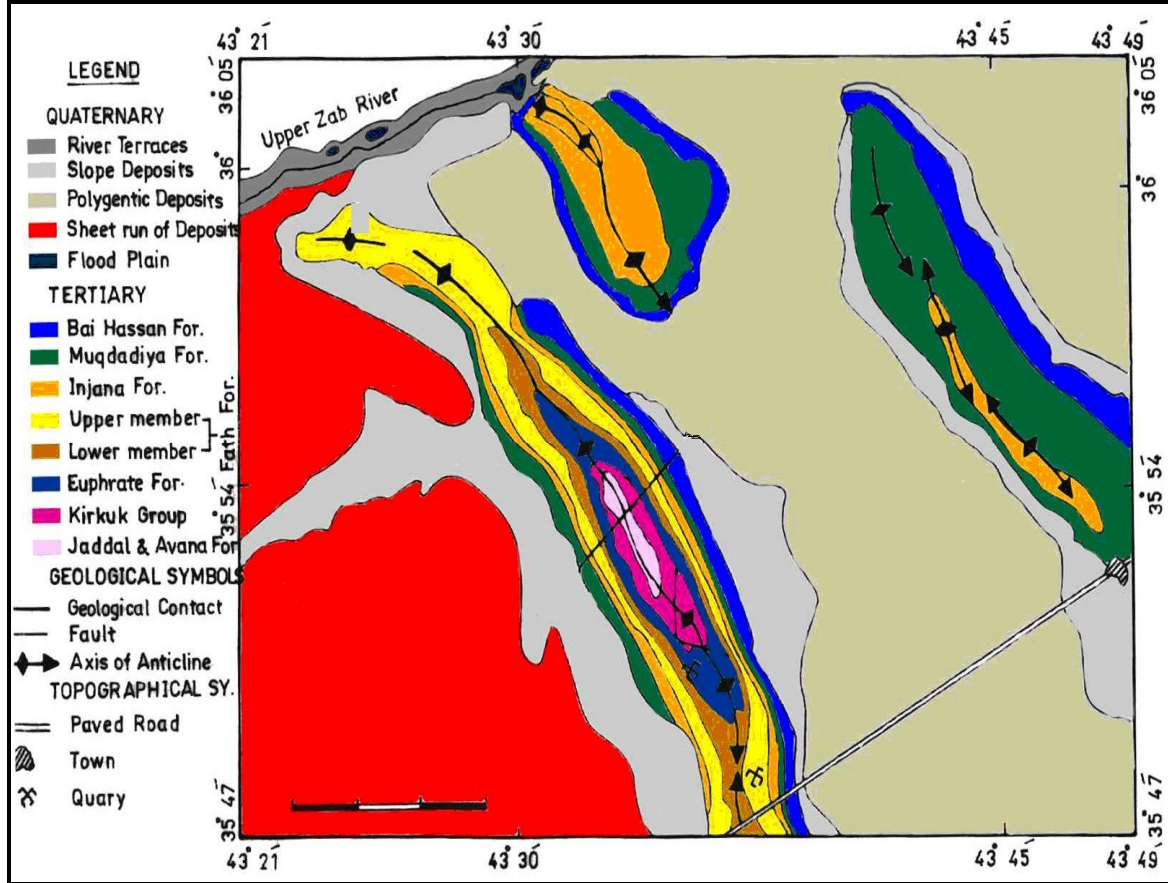 43° 21´
43° 30´
43° 45´
43° 49´
36° 05´
36° 05´
LEGEND
QUATERNARY
River Terraces
Slope Deposits
Polygentic Deposits
Sheet run of Deposits
Flood Plain
TERTIARY
Bai Hassan For.
Muqdadiya For.
Injana For.
Upper member
Lower member
Fath For.
Euphrate For.
Kirkuk Group
Jaddal & Avana For
GEOLOGICAL SYMBOLS
Geological Contact
Fault
Axis of Anticline
TOPOGRAPHICAL SY.
Paved Road
Town
Quary
Upper Zab River
36°
36°
35° 54´
35° 54´
35° 47´
35° 47´
43° 21´
43° 30´
43° 45´
43° 49´